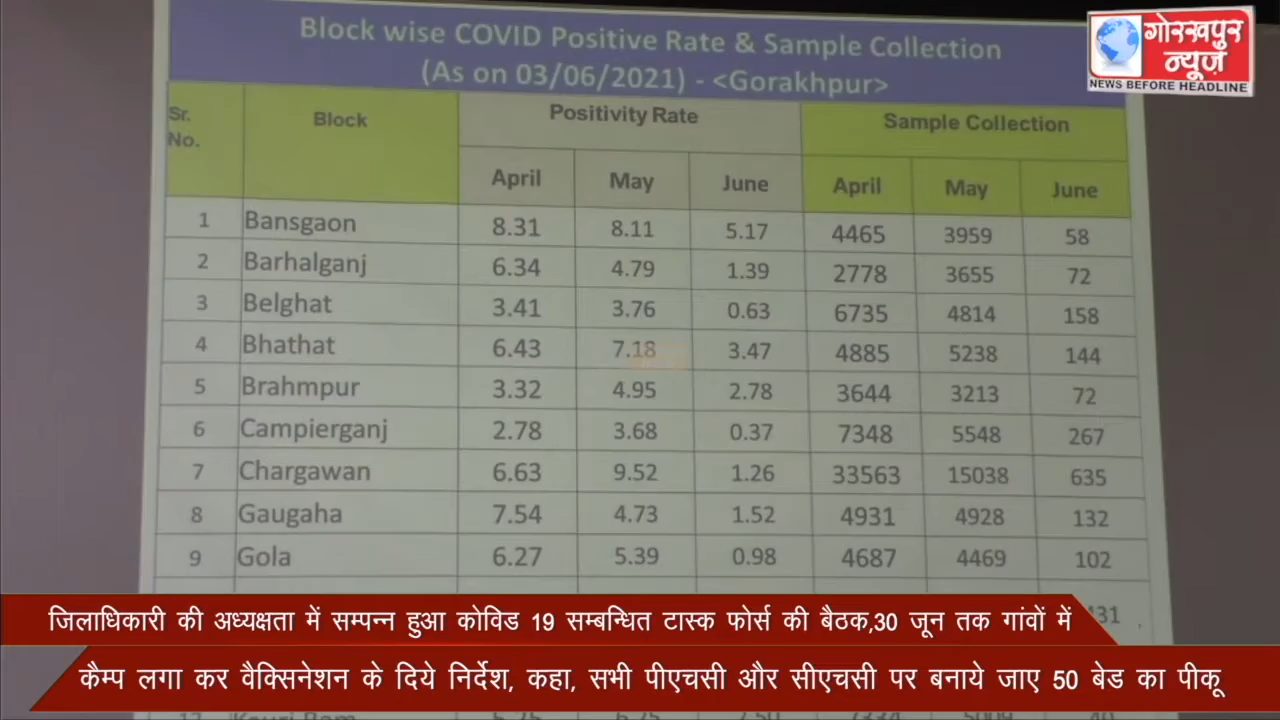 Block wise COVID Positive Rate & Sample Collection
(As on 03/06/2021) - <Gorakhpur>
गोरखपुर
न्यूज़
NEWS BEFORE HEADLINE
Sr. No. Block Positivity Rate Sample Collection
April May June April May June
1 Bansgaon 8.31 8.11 5.17 4465 3959 58
2 Barhalganj 6.34 4.79 1.39 2778 3655 72
3 Belghat 3.41 3.76 0.63 6735 4814 158
4 Bhathat 6.43 7.18 3.47 4885 5238 144
5 Brahmpur 3.32 4.95 2.78 3644 3213 72
6 Campierganj 2.78 3.68 0.37 7348 5548 267
7 Chargawan 6.63 9.52 1.26 33563 15038 635
8 Gaugaha 7.54 4.73 1.52 4931 4928 132
9 Gola 6.27 5.39 0.98 4687 4469 102
जिलाधिकारी की अध्यक्षता में सम्पन्न हुआ कोविड 19 सम्बन्धित टास्क फोर्स की बैठक,30 जून तक गांवों में
कैम्प लगा कर वैक्सिनेशन के दिये निर्देश, कहा, सभी पीएचसी और सीएचसी पर बनाये जाए 50 बेड का पीकू